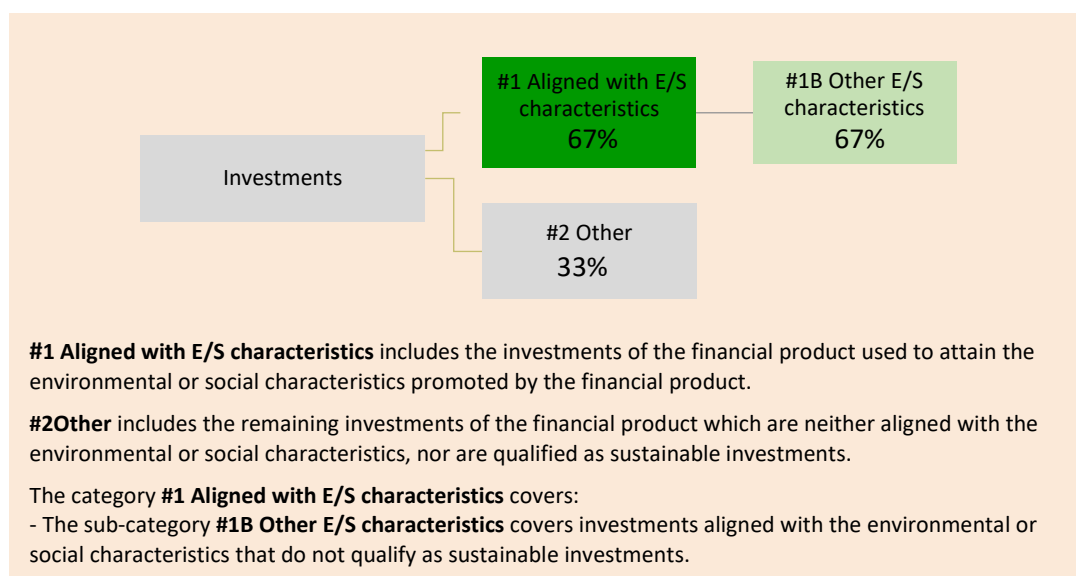 #1 Aligned with E/S
characteristics
67%
#1B Other E/S
characteristics
67%
Investments
#2 Other
33%
#1 Aligned with E/S characteristics includes the investments of the financial product used to attain the
environmental or social characteristics promoted by the financial product.
#2Other includes the remaining investments of the financial product which are neither aligned with the
environmental or social characteristics, nor are qualified as sustainable investments.
The category #1 Aligned with E/S characteristics covers:
- The sub-category #1B Other E/S characteristics covers investments aligned with the environmental or
social characteristics that do not qualify as sustainable investments.